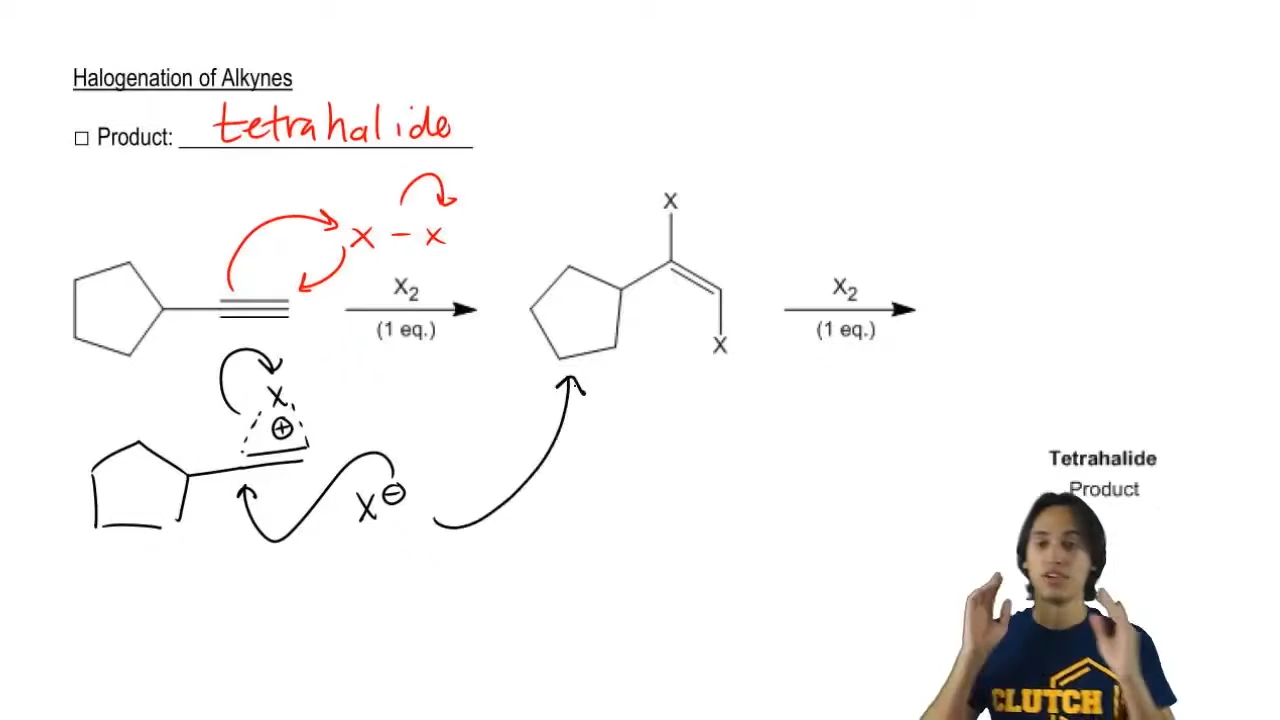 Halogenation of Alkynes
□ Product: tetrahalide
X – X
X
X₂
(1 eq.)
X
X₂
(1 eq.)
X
⊕
X⊖
Tetrahalide
Product
CLUTCH